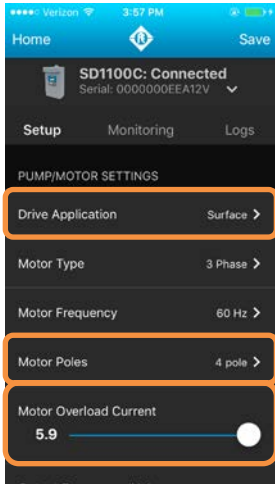 Verizon 3:57 PM
Home Save
SD1100C: Connected
Serial: 0000000EEA12V
Setup Monitoring Logs
PUMP/MOTOR SETTINGS
Drive Application Surface >
Motor Type 3 Phase >
Motor Frequency 60 Hz >
Motor Poles 4 pole >
Motor Overload Current
5.9